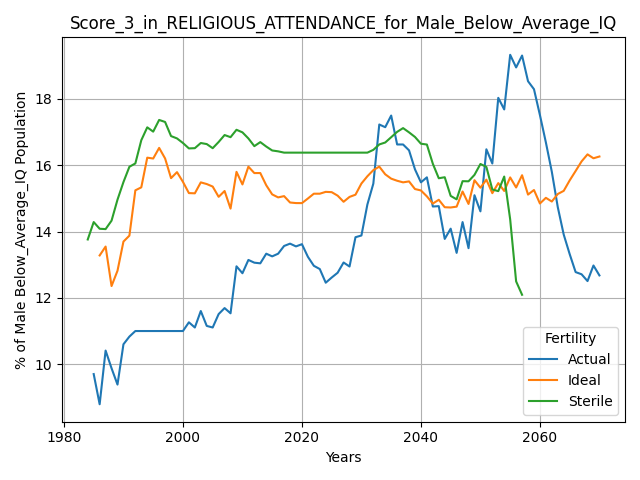 Score_3_in_RELIGIOUS_ATTENDANCE_for_Male_Below_Average_IQ
% of Male Below_Average_IQ Population
18
16
14
12
10
1980
2000
2020
2040
2060
Years
Fertility
Actual
Ideal
Sterile